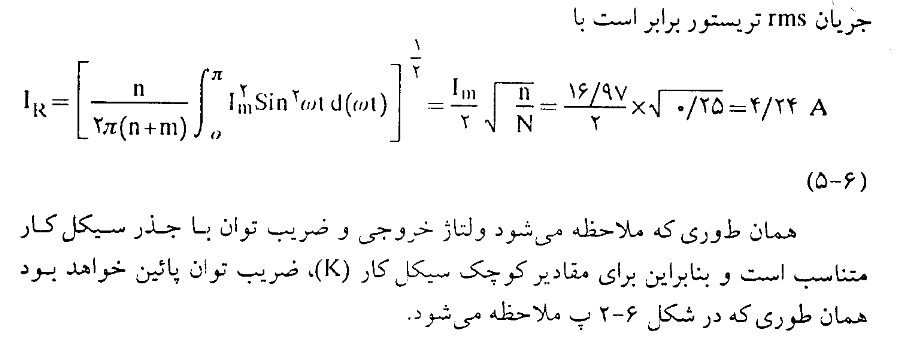 جریان rms تریستور برابر است با
I_R = [ n / ۲π(n+m) ∫_o^π I_m^۲ Sin^۲ωt d(ωt) ]^{۱/۲} = I_m/۲ √(n/N) = ۱۶/۹۷ / ۲ × √(۰/۲۵) = ۴/۲۴ A
(۵-۶)
همان طوری که ملاحظه می‌شود ولتاژ خروجی و ضریب توان با جذر سیکل کار
متناسب است و بنابراین برای مقادیر کوچک سیکل کار (K)، ضریب توان پائین خواهد بود
همان طوری که در شکل ۶-۲ پ ملاحظه می‌شود.